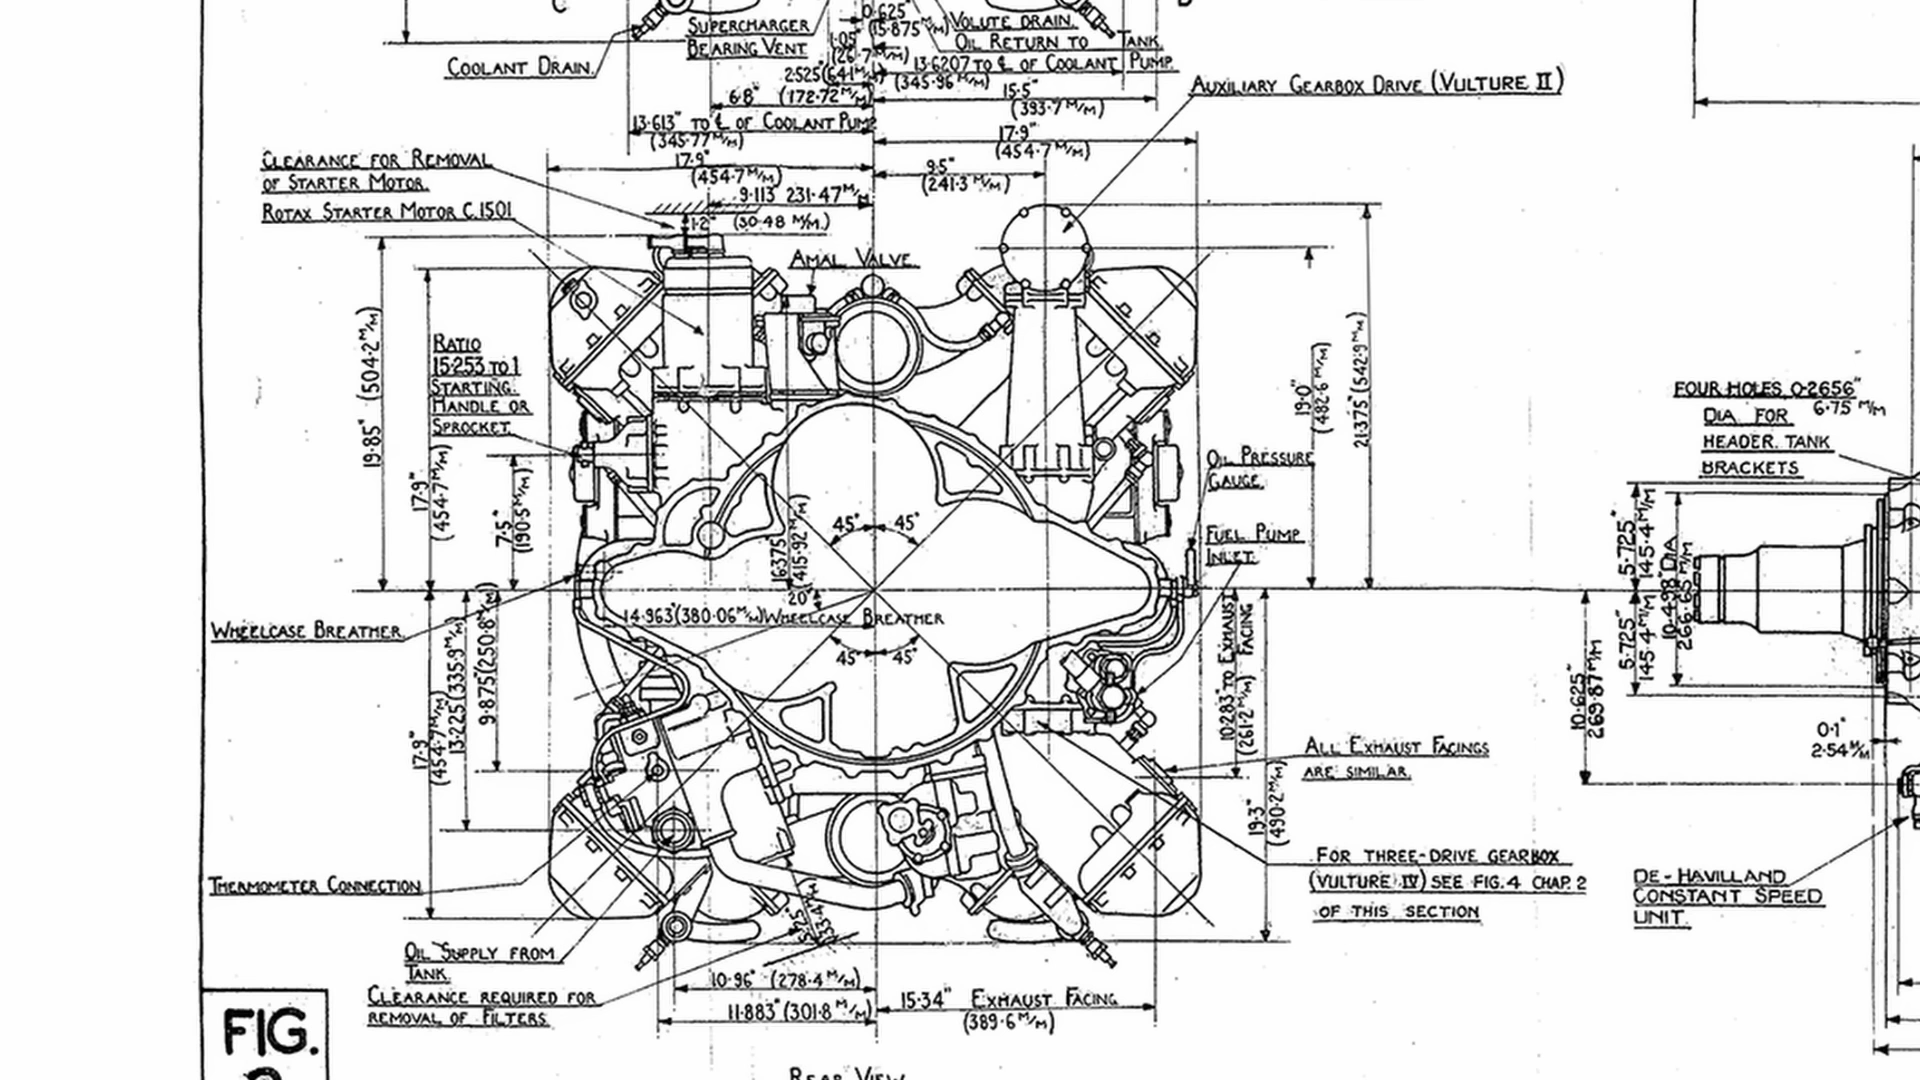 C
D
SUPERCHARGER
BEARING VENT
COOLANT DRAIN.
0.625"
(15.875 M/M)
1.05"
(26.7 M/M)
VOLUTE DRAIN.
OIL RETURN TO TANK.
13.6207 TO ℄ OF COOLANT PUMP.
(345.96 M/M)
2.525" (64.1 M/M)
6.8" (172.72 M/M)
15.5"
(393.7 M/M)
13.613" TO ℄ OF COOLANT PUMP
(345.77 M/M)
17.9"
(454.7 M/M)
17.9"
(454.7 M/M)
9.5"
(241.3 M/M)
9.113" 231.47 M/M
1.2" (30.48 M/M.)
AUXILIARY GEARBOX DRIVE (VULTURE II)
CLEARANCE FOR REMOVAL
OF STARTER MOTOR.
ROTAX STARTER MOTOR C.1501
AMAL VALVE.
RATIO
15.253 TO 1
STARTING
HANDLE OR
SPROCKET.
19.85" (504.2 M/M)
17.9"
(454.7 M/M)
7.5"
(190.5 M/M)
16.375
(415.92 M/M)
45° 45°
20°
14.963" (380.06 M/M) WHEELCASE BREATHER
45° 45°
19.0"
(482.6 M/M)
21.375" (542.9 M/M)
OIL PRESSURE
GAUGE.
FUEL PUMP
INLET.
WHEELCASE BREATHER.
17.9"
(454.7 M/M)
13.225" (335.9 M/M)
9.875" (250.8 M/M)
10.283" TO EXHAUST
(261.2 M/M) FACING
19.3"
(490.2 M/M)
ALL EXHAUST FACINGS
ARE SIMILAR.
FOR THREE-DRIVE GEARBOX
(VULTURE IV) SEE FIG. 4 CHAP. 2
OF THIS SECTION
THERMOMETER CONNECTION
OIL SUPPLY FROM
TANK.
CLEARANCE REQUIRED FOR
REMOVAL OF FILTERS.
10.96" (278.4 M/M)
11.883" (301.8 M/M)
15.34" EXHAUST FACING
(389.6 M/M)
REAR VIEW
FIG.
FOUR HOLES 0.2656"
6.75 M/M
DIA. FOR
HEADER TANK
BRACKETS
5.725"
145.4 M/M
10.498" DIA
266.65 M/M
5.725"
145.4 M/M
10.625"
269.87 M/M
0.1"
2.54 M/M
DE-HAVILLAND
CONSTANT SPEED
UNIT.